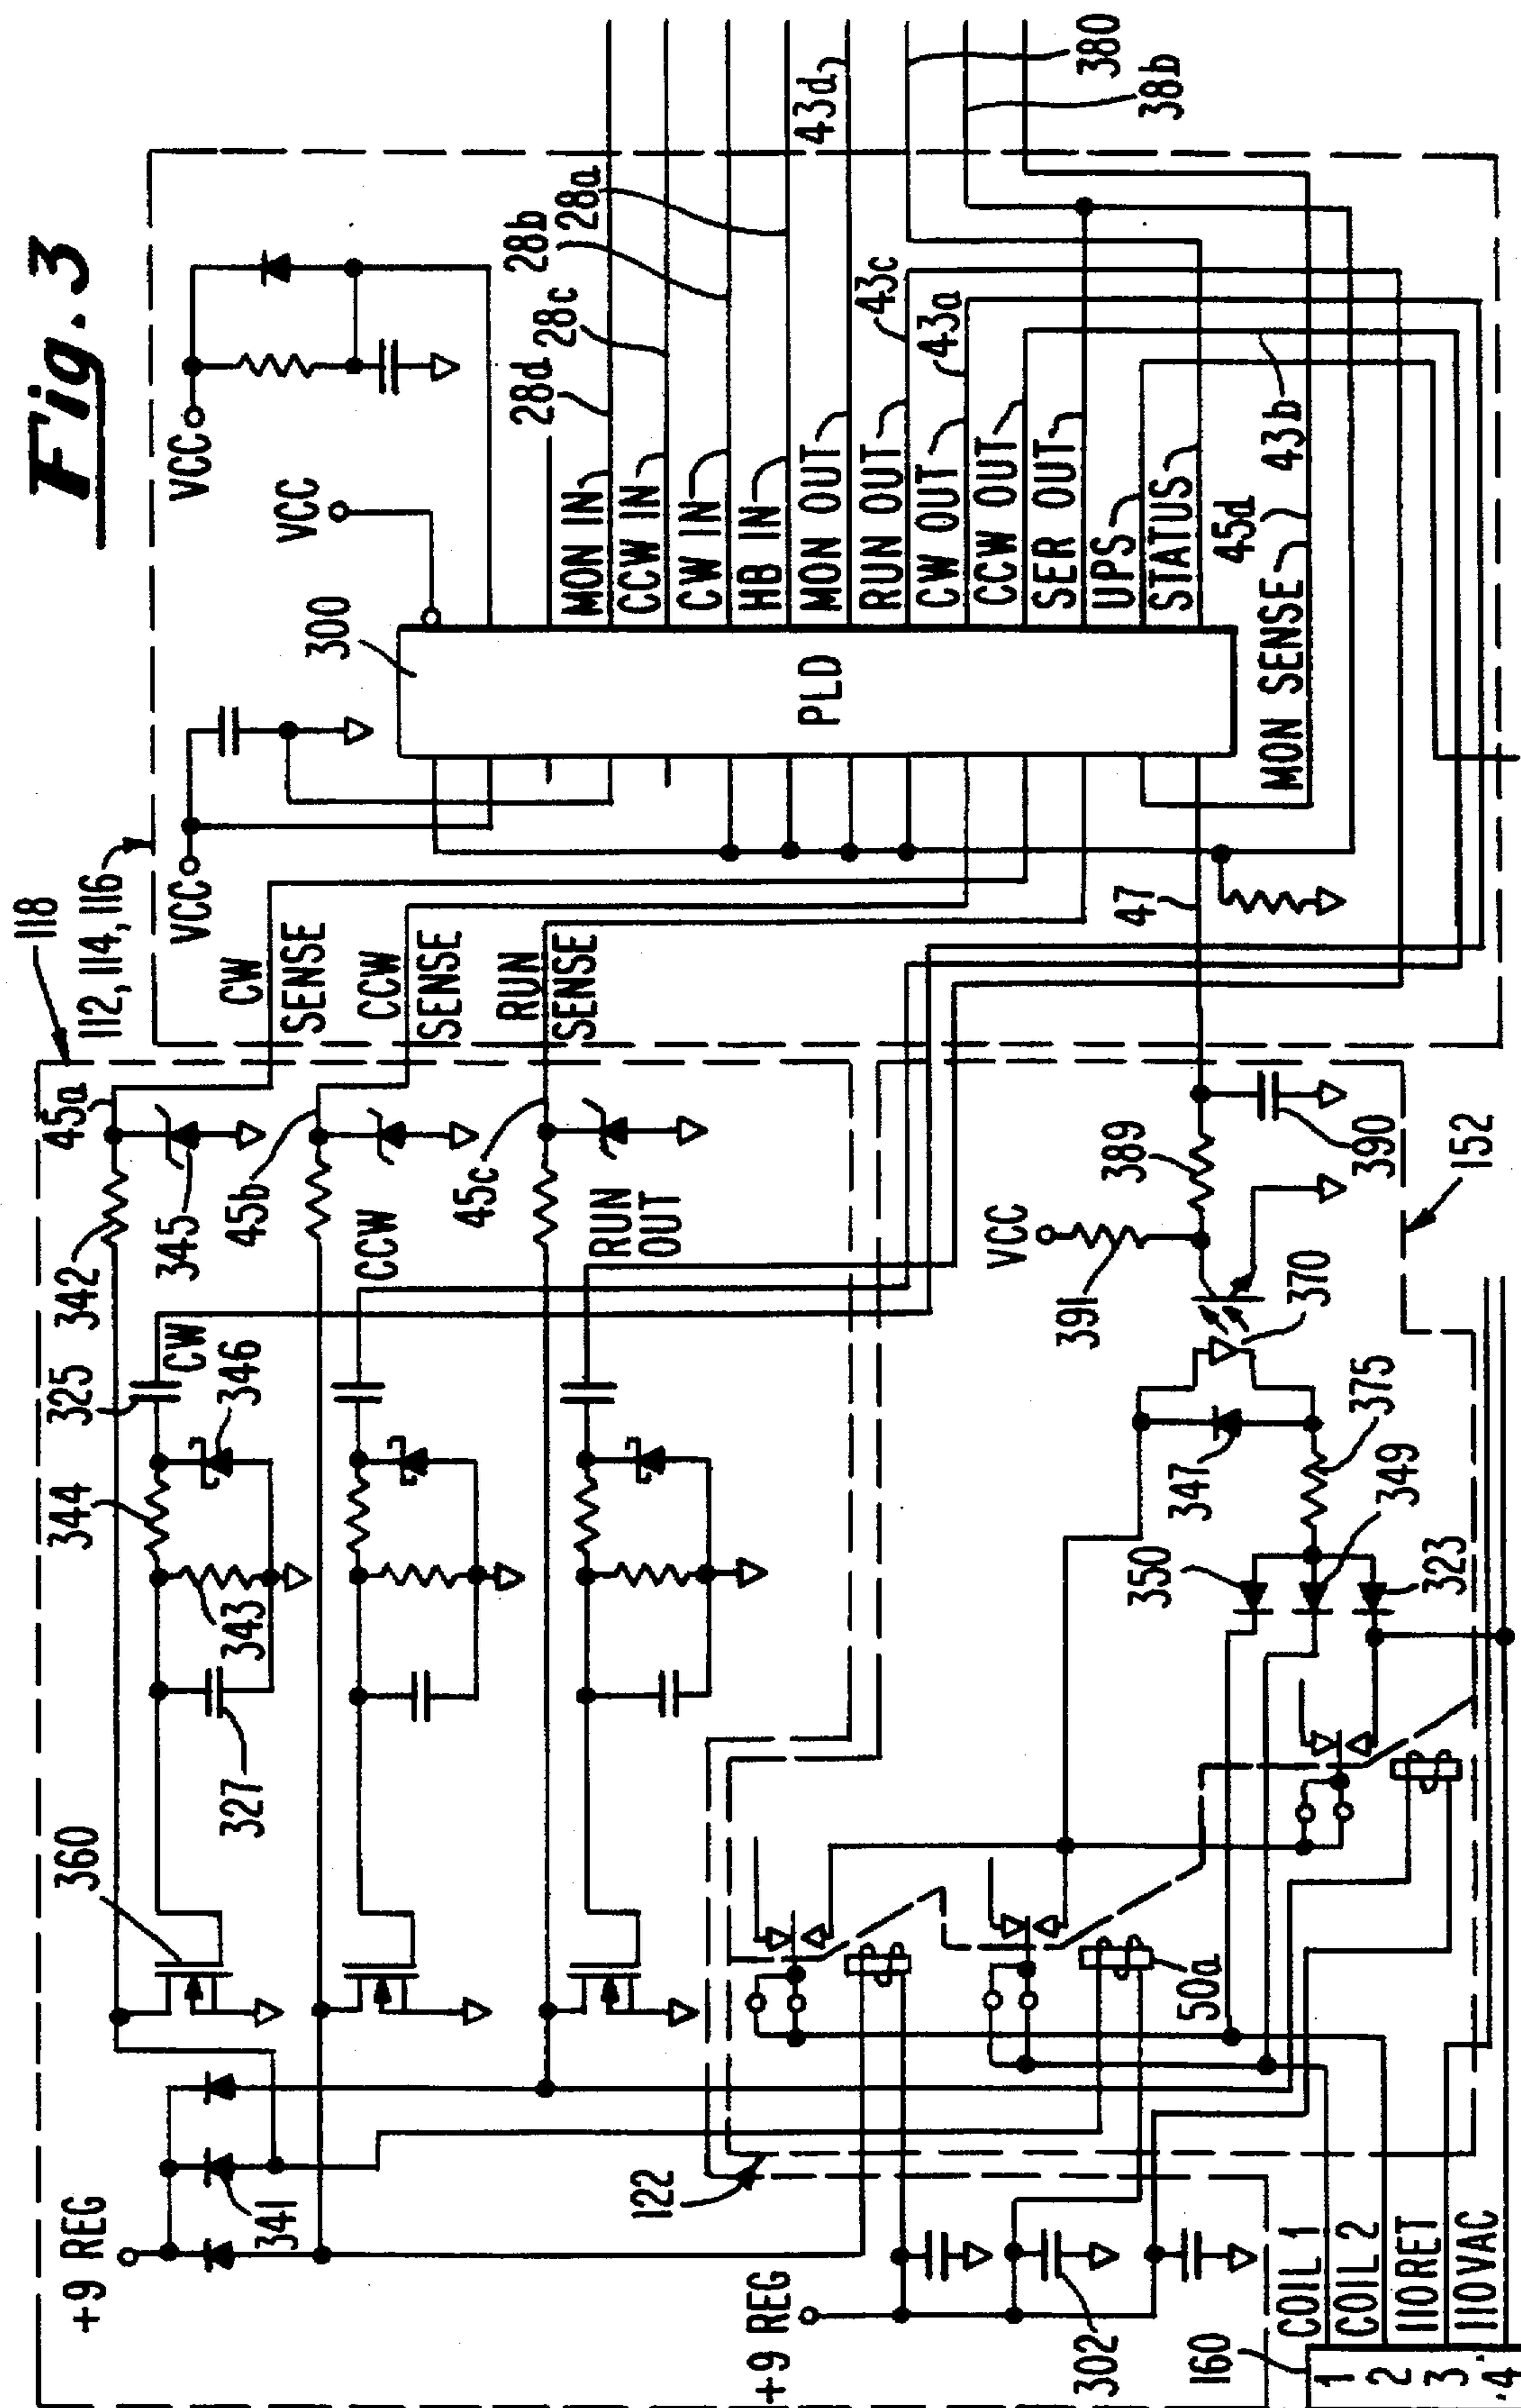 Fig. 3
118
112, 114, 116
VCC
VCC
VCC
300
PLD
28d
28c
28b
28a
43d
380
38b
MON IN
CCW IN
CW IN
HB IN
MON OUT
RUN OUT
CW OUT
CCW OUT
SER OUT
UPS
STATUS
43c
43a
45d
43b
MON SENSE
47
CW
SENSE
CCW
SENSE
RUN
SENSE
45a
342
345
45b
45c
325
CW
CCW
RUN
OUT
344
346
343
327
360
+9 REG
341
VCC
389
390
391
152
370
347
375
349
350
323
50a
122
+9 REG
302
160
COIL 1
COIL 2
110RET
110VAC
1
2
3
4